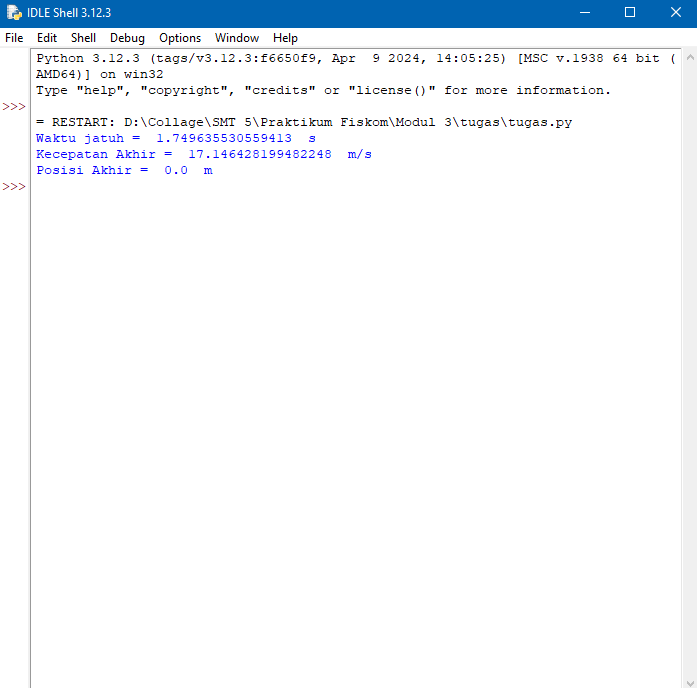 IDLE Shell 3.12.3
File Edit Shell Debug Options Window Help
Python 3.12.3 (tags/v3.12.3:f6650f9, Apr  9 2024, 14:05:25) [MSC v.1938 64 bit (
AMD64)] on win32
Type "help", "copyright", "credits" or "license()" for more information.
>>>
= RESTART: D:\Collage\SMT 5\Praktikum Fiskom\Modul 3\tugas\tugas.py
Waktu jatuh =  1.749635530559413  s
Kecepatan Akhir =  17.146428199482248  m/s
Posisi Akhir =  0.0  m
>>>